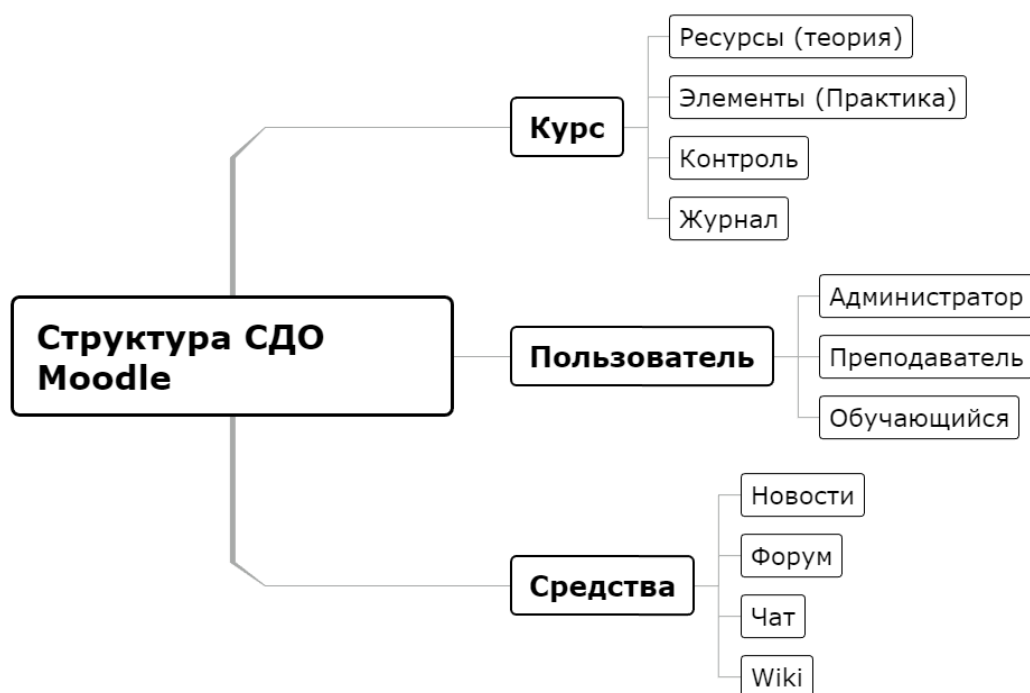 Структура СДО
Moodle
Курс
Ресурсы (теория)
Элементы (Практика)
Контроль
Журнал
Пользователь
Администратор
Преподаватель
Обучающийся
Средства
Новости
Форум
Чат
Wiki